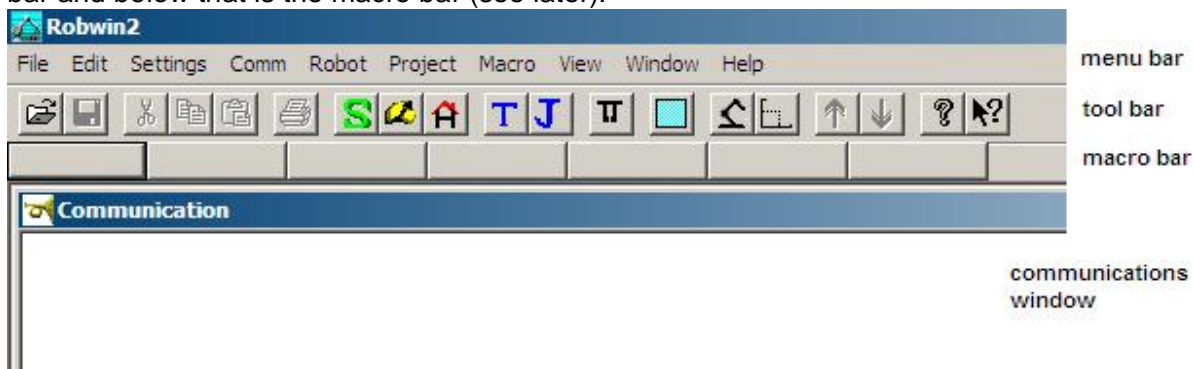 bar and below that is the macro bar (see later).
Robwin2
File Edit Settings Comm Robot Project Macro View Window Help
menu bar
S A T J π ? ?
tool bar
macro bar
Communication
communications
window